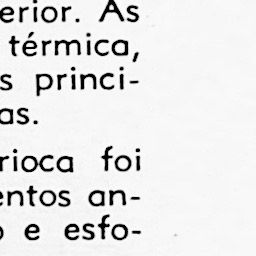 erior. As
térmica,
s princi-
as.
rioca foi
entos an-
o e esfo-